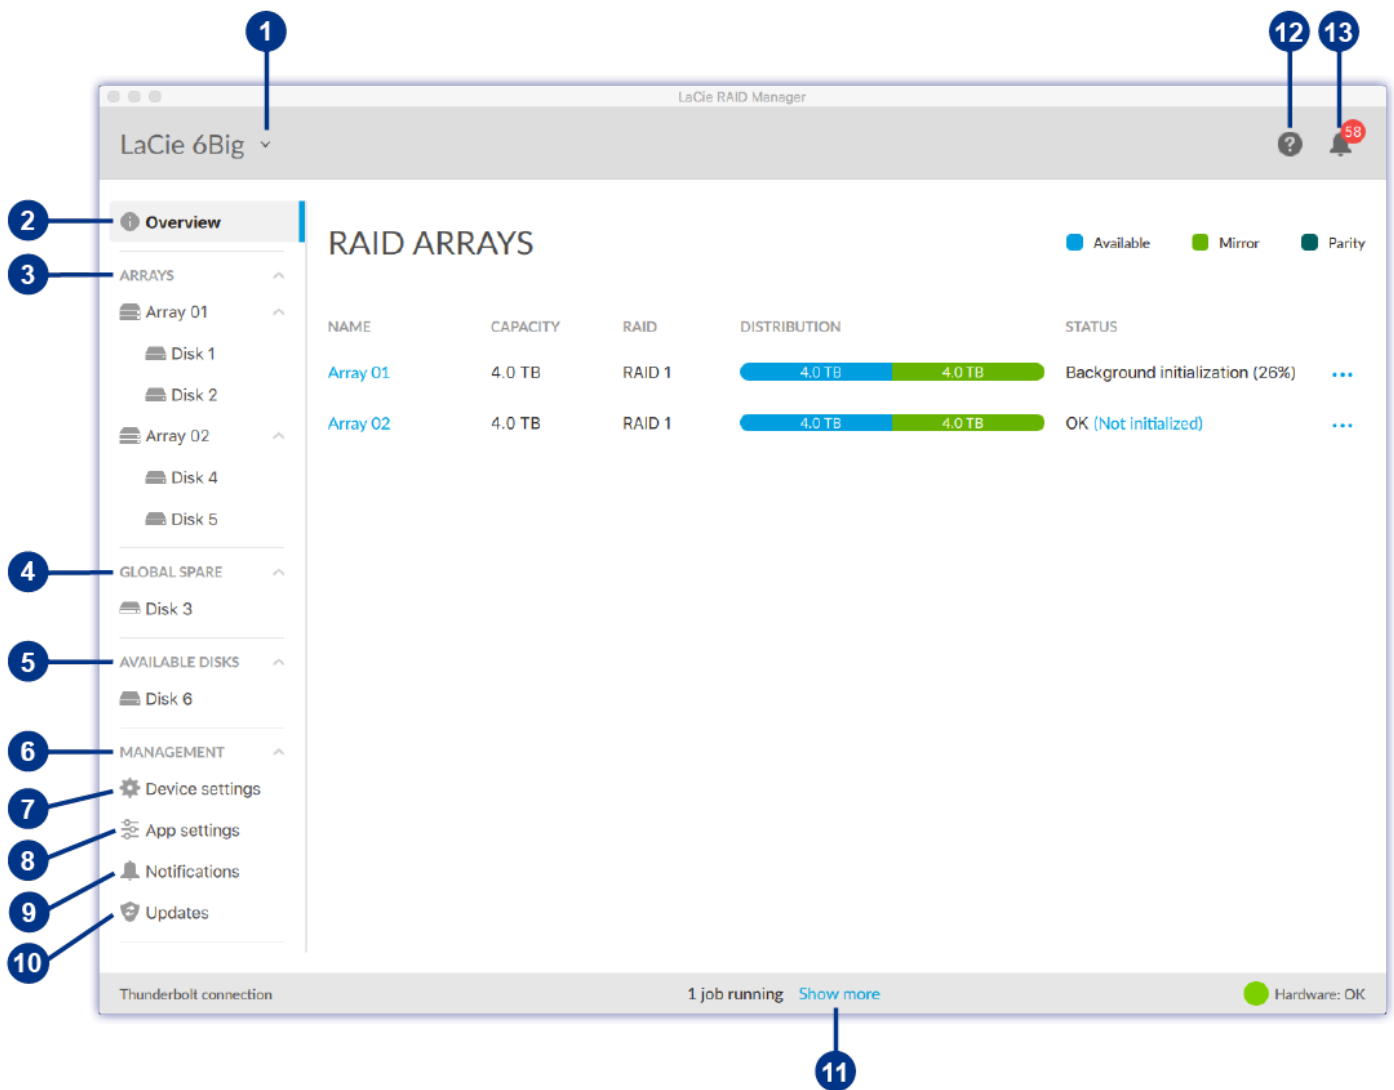 1
12 13
LaCie RAID Manager
LaCie 6Big
58
2 Overview
RAID ARRAYS
Available Mirror Parity
3 ARRAYS
Array 01
Disk 1
Disk 2
Array 02
Disk 4
Disk 5
NAME CAPACITY RAID DISTRIBUTION STATUS
Array 01 4.0 TB RAID 1 4.0 TB 4.0 TB Background initialization (26%) ...
Array 02 4.0 TB RAID 1 4.0 TB 4.0 TB OK (Not initialized) ...
4 GLOBAL SPARE
Disk 3
5 AVAILABLE DISKS
Disk 6
6 MANAGEMENT
7 Device settings
8 App settings
9 Notifications
10 Updates
Thunderbolt connection 1 job running Show more Hardware: OK
11